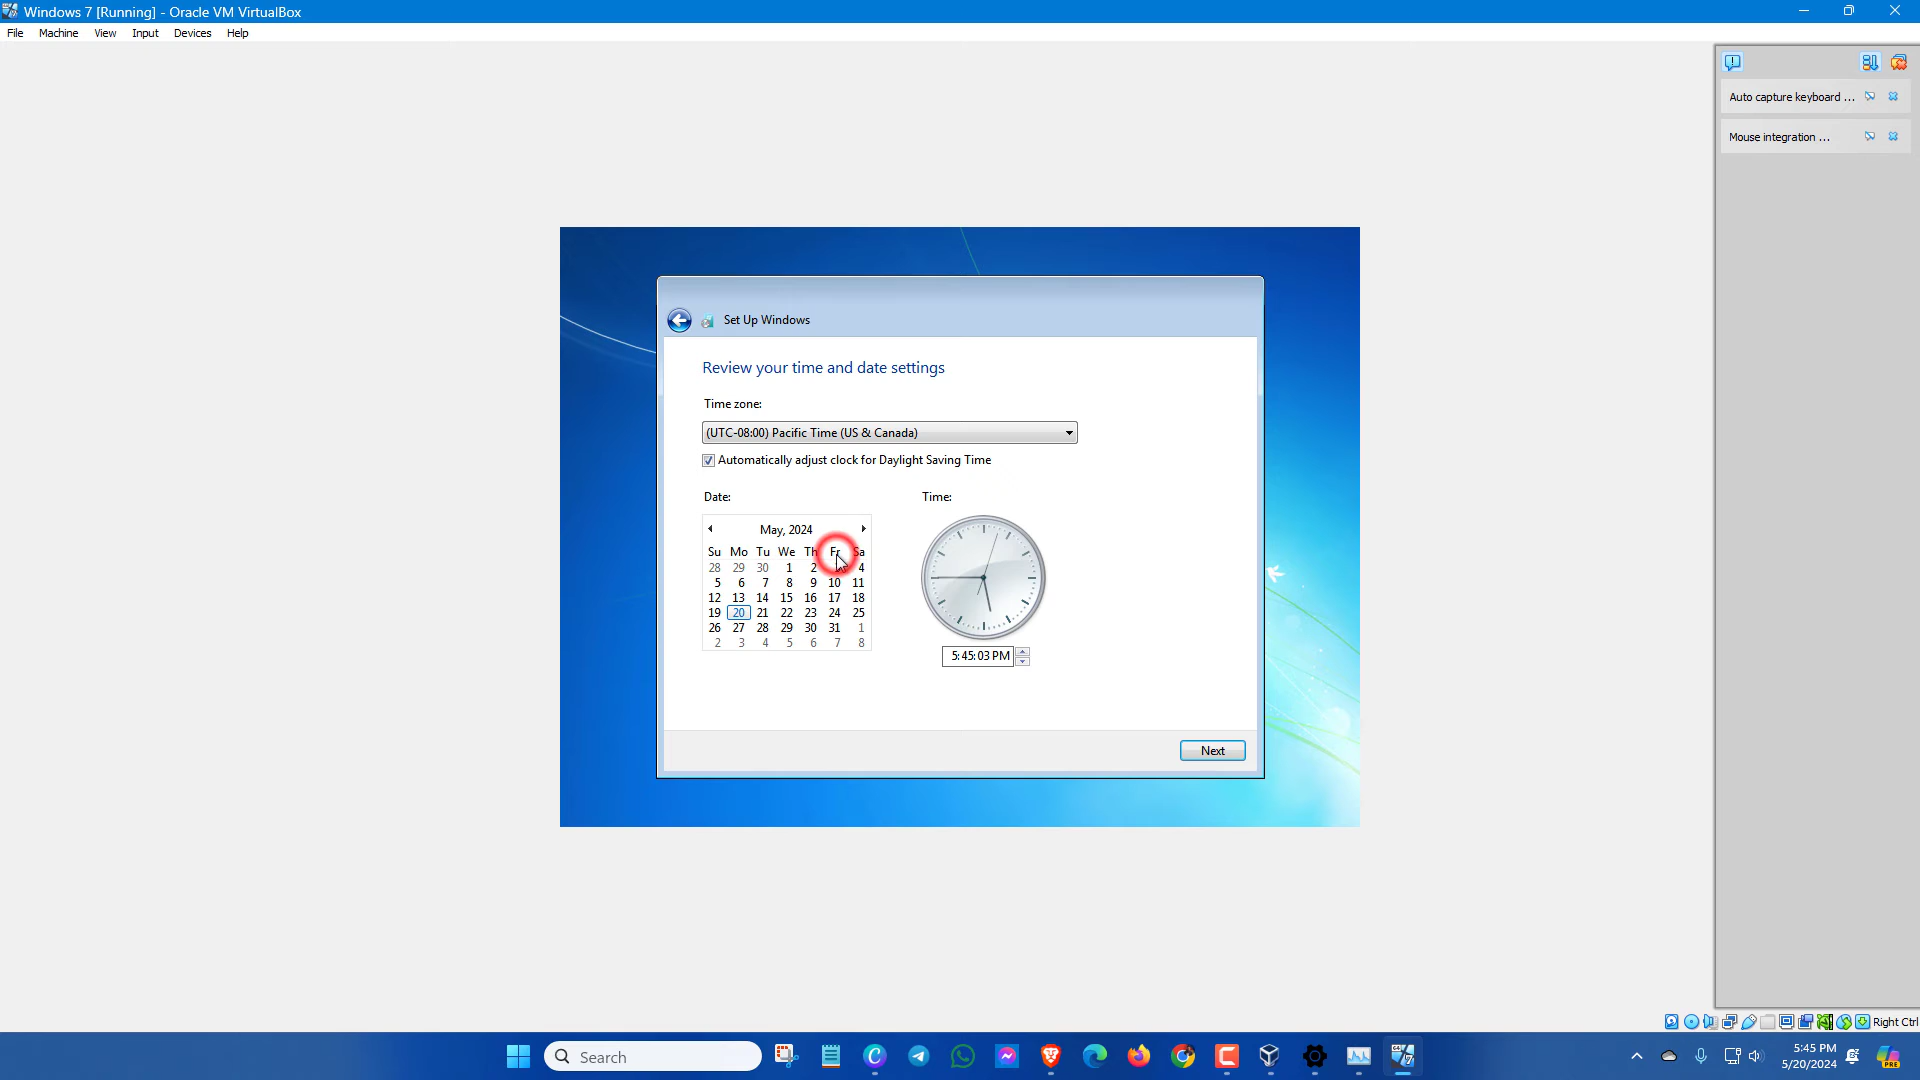 Windows 7 [Running] - Oracle VM VirtualBox
File Machine View Input Devices Help
Auto capture keyboard ...
Mouse integration ...
Set Up Windows
Review your time and date settings
Time zone:
(UTC-08:00) Pacific Time (US & Canada)
Automatically adjust clock for Daylight Saving Time
Date:
Time:
May, 2024
Su Mo Tu We Th Fr Sa
28 29 30 1 2 4
5 6 7 8 9 10 11
12 13 14 15 16 17 18
19 20 21 22 23 24 25
26 27 28 29 30 31 1
2 3 4 5 6 7 8
5:45:03 PM
Next
Right Ctrl
Search
5:45 PM
5/20/2024
PRE